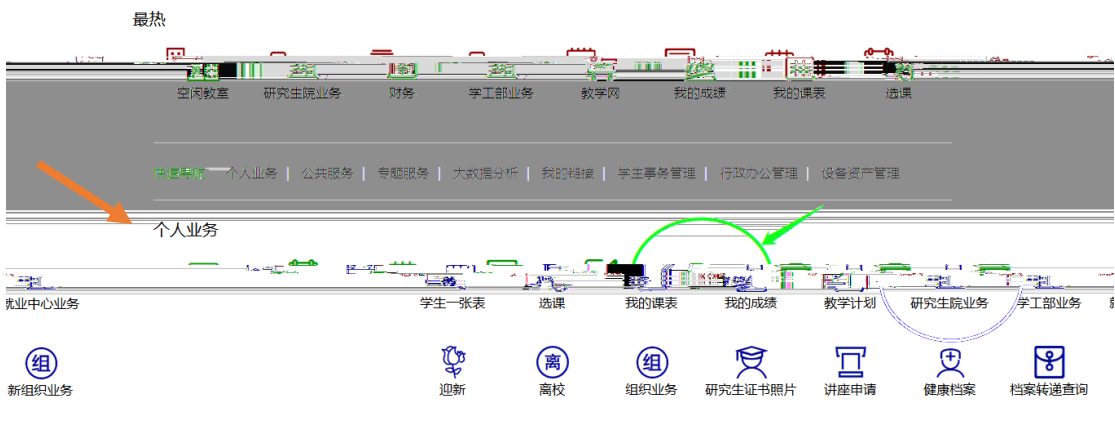 最热
空闲教室 研究生院业务 财务 学工部业务 教学网 我的成绩 我的课表 选课
快速导航 个人业务 | 公共服务 | 专题服务 | 大数据分析 | 我的链接 | 学生事务管理 | 行政办公管理 | 设备资产管理
个人业务
就业中心业务 学生一张表 选课 我的课表 我的成绩 教学计划 研究生院业务 学工部业务
组 离 组
新组织业务 迎新 离校 组织业务 研究生证书照片 讲座申请 健康档案 档案转递查询